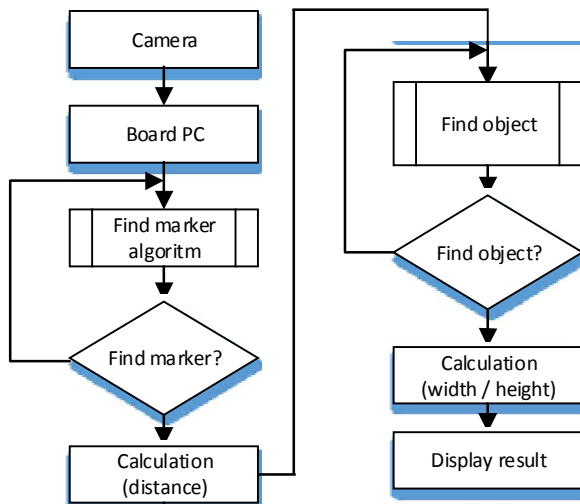 Camera
Board PC
Find marker
algoritm
Find marker?
Calculation
(distance)
Find object
Find object?
Calculation
(width / height)
Display result